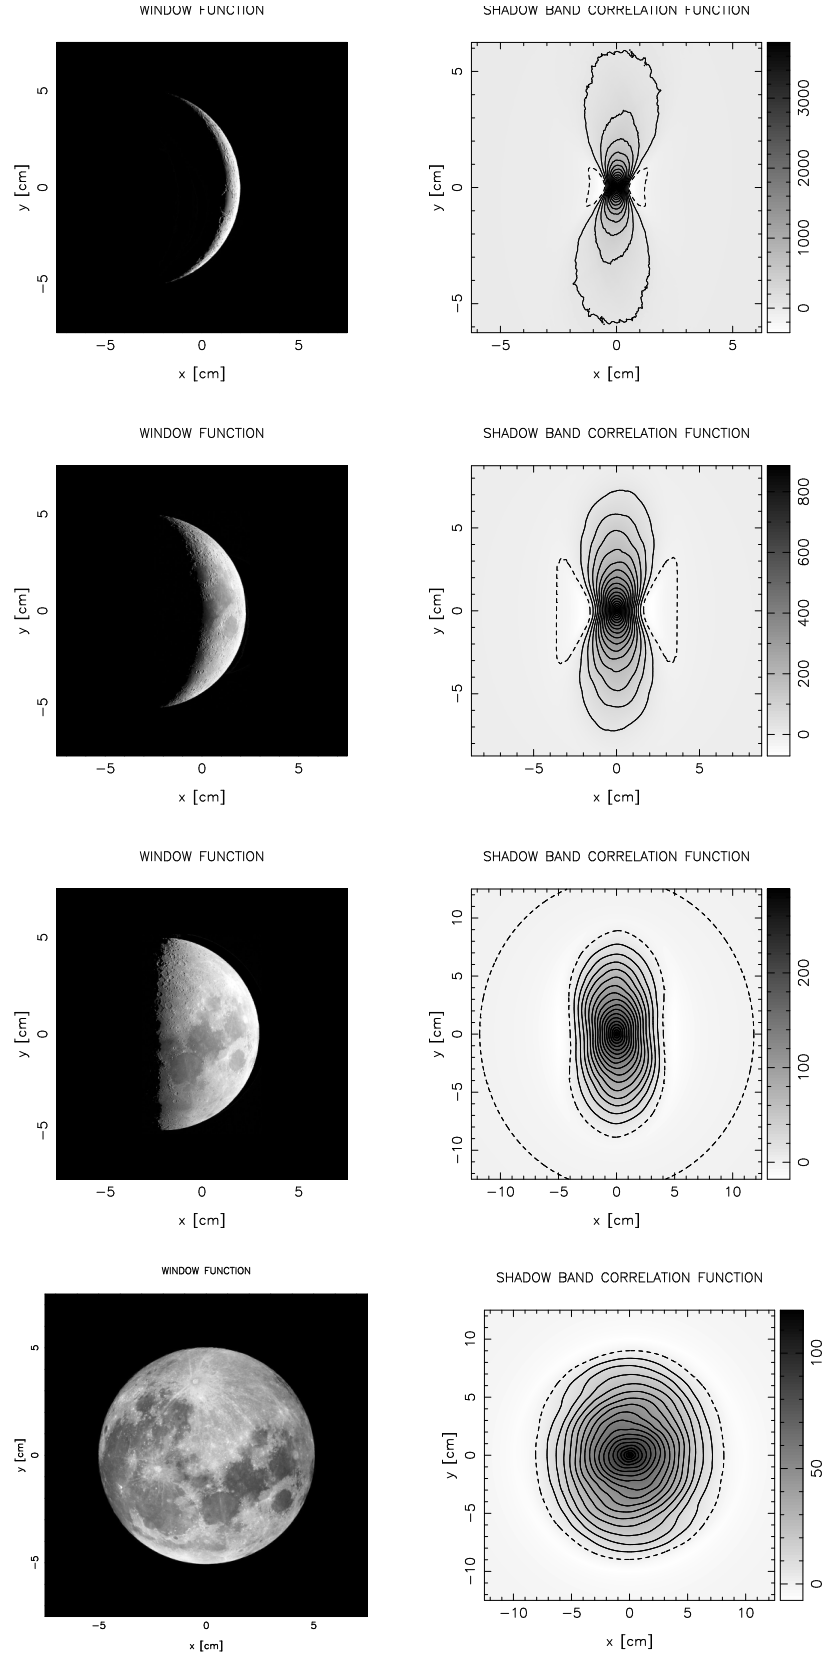 WINDOW FUNCTION
SHADOW BAND CORRELATION FUNCTION
5
0
−5
y [cm]
−5 0 5
x [cm]
5
0
−5
y [cm]
−5 0 5
x [cm]
3000
2000
1000
0
WINDOW FUNCTION
SHADOW BAND CORRELATION FUNCTION
5
0
−5
y [cm]
−5 0 5
x [cm]
5
0
−5
y [cm]
−5 0 5
x [cm]
800
600
400
200
0
WINDOW FUNCTION
SHADOW BAND CORRELATION FUNCTION
5
0
−5
y [cm]
−5 0 5
x [cm]
10
5
0
−5
−10
y [cm]
−10 −5 0 5 10
x [cm]
200
100
0
WINDOW FUNCTION
SHADOW BAND CORRELATION FUNCTION
5
0
−5
y [cm]
−5 0 5
x [cm]
10
5
0
−5
−10
y [cm]
−10 −5 0 5 10
x [cm]
100
50
0